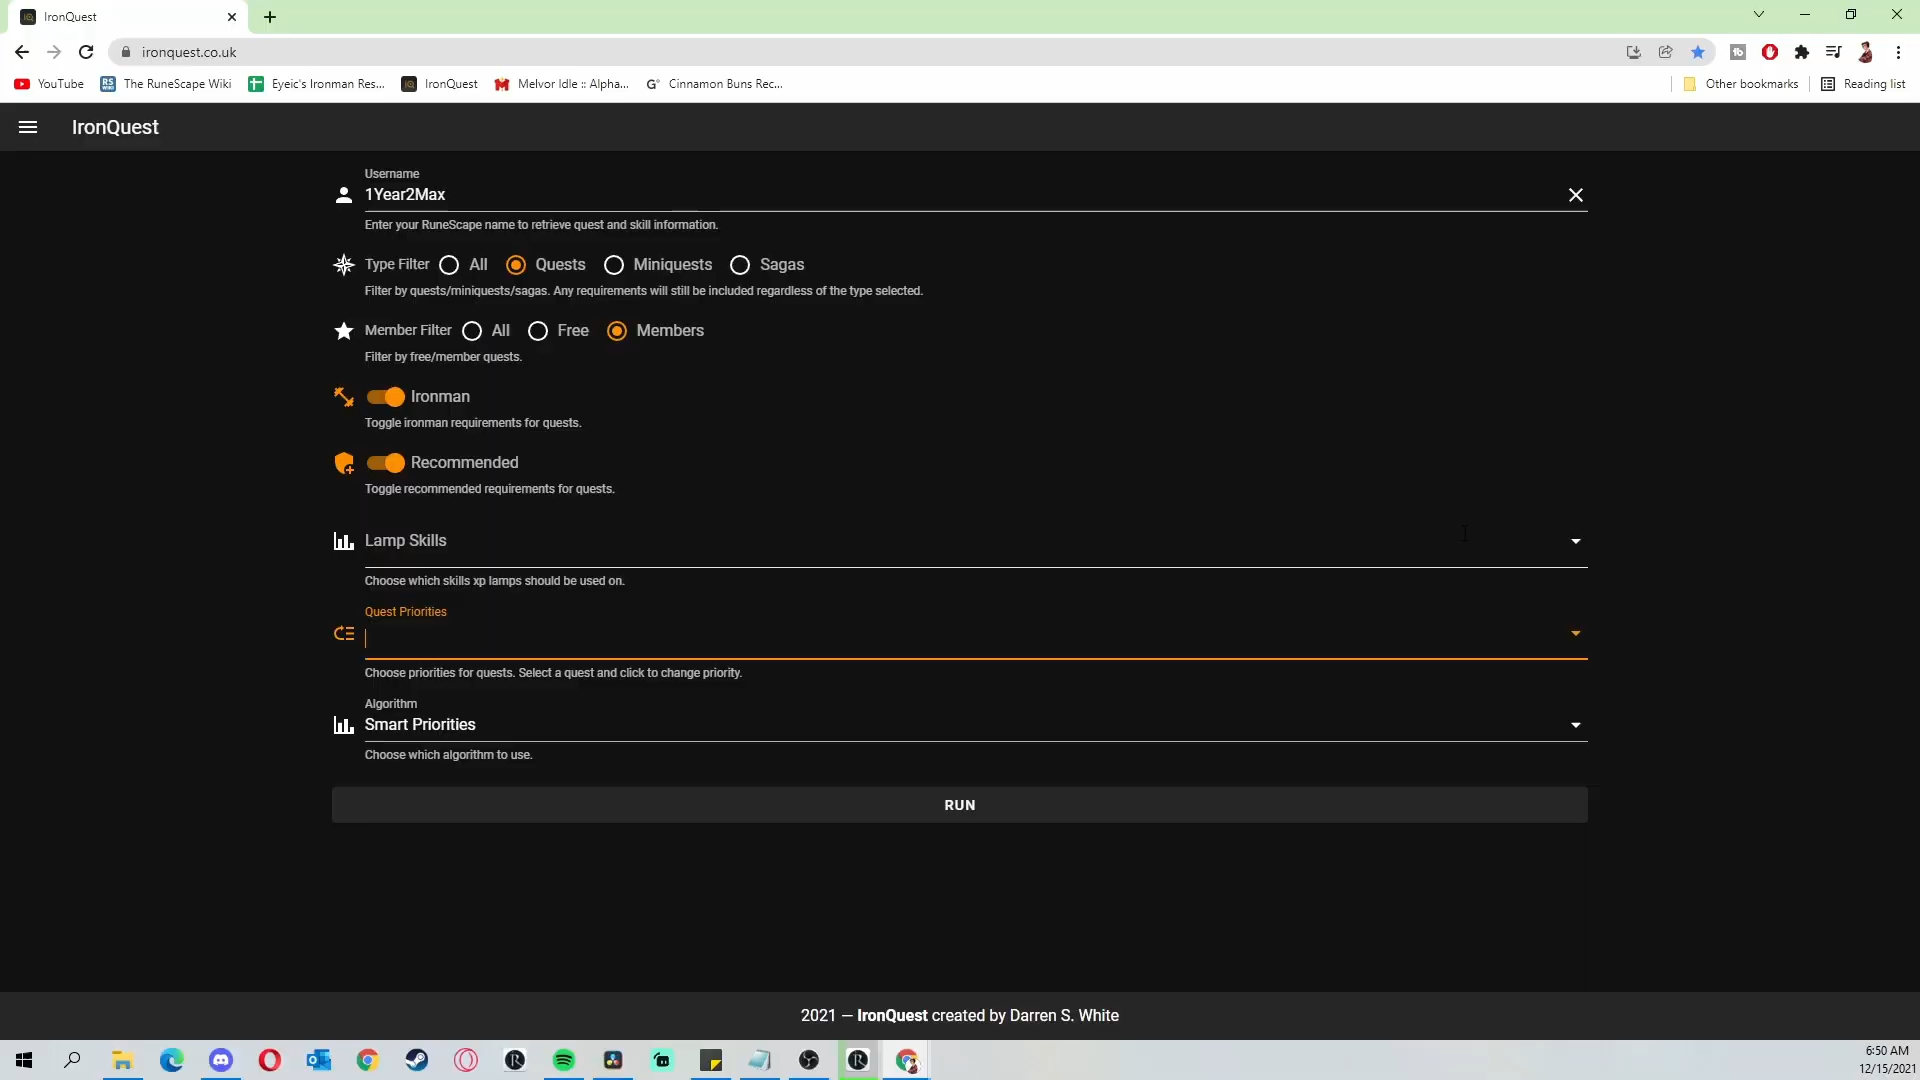 IronQuest
ironquest.co.uk
YouTube
The RuneScape Wiki
Eyeic's Ironman Res...
IronQuest
Melvor Idle :: Alpha...
Cinnamon Buns Rec...
Other bookmarks
Reading list
IronQuest
Username
1Year2Max
Enter your RuneScape name to retrieve quest and skill information.
Type Filter All Quests Miniquests Sagas
Filter by quests/miniquests/sagas. Any requirements will still be included regardless of the type selected.
Member Filter All Free Members
Filter by free/member quests.
Ironman
Toggle ironman requirements for quests.
Recommended
Toggle recommended requirements for quests.
Lamp Skills
Choose which skills xp lamps should be used on.
Quest Priorities
Choose priorities for quests. Select a quest and click to change priority.
Algorithm
Smart Priorities
Choose which algorithm to use.
RUN
2021 — IronQuest created by Darren S. White
6:50 AM
12/15/2021